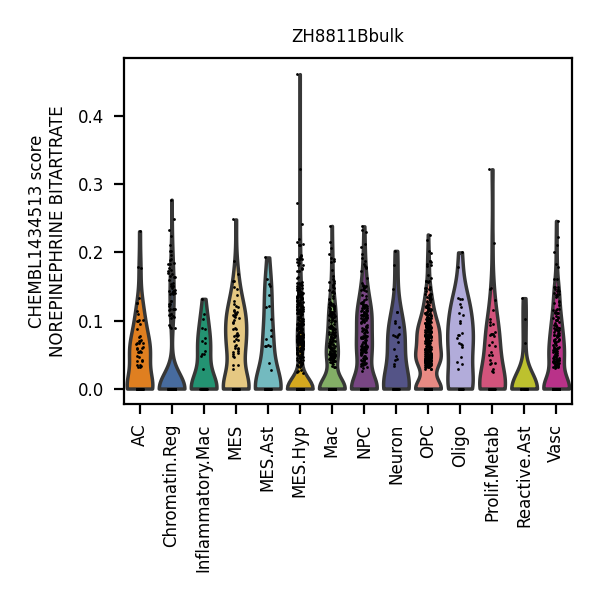 ZH8811Bbulk
CHEMBL1434513 score
NOREPINEPHRINE BITARTRATE
0.4
0.3
0.2
0.1
0.0
AC
Chromatin.Reg
Inflammatory.Mac
MES
MES.Ast
MES.Hyp
Mac
NPC
Neuron
OPC
Oligo
Prolif.Metab
Reactive.Ast
Vasc